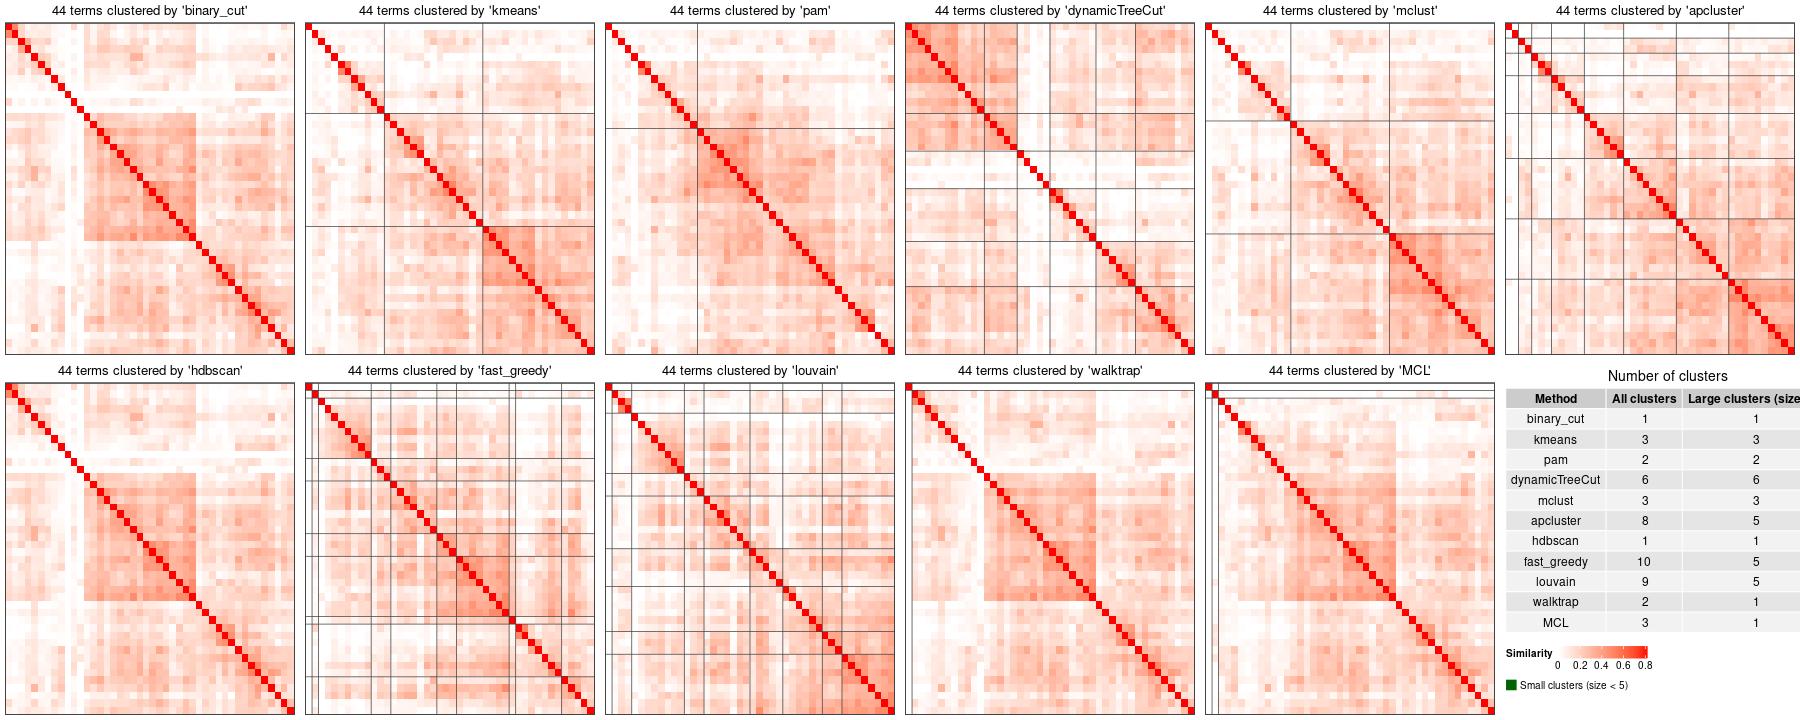 44 terms clustered by 'binary_cut'
44 terms clustered by 'kmeans'
44 terms clustered by 'pam'
44 terms clustered by 'dynamicTreeCut'
44 terms clustered by 'mclust'
44 terms clustered by 'apcluster'
44 terms clustered by 'hdbscan'
44 terms clustered by 'fast_greedy'
44 terms clustered by 'louvain'
44 terms clustered by 'walktrap'
44 terms clustered by 'MCL'
Number of clusters
Method All clusters Large clusters (size
binary_cut 1 1
kmeans 3 3
pam 2 2
dynamicTreeCut 6 6
mclust 3 3
apcluster 8 5
hdbscan 1 1
fast_greedy 10 5
louvain 9 5
walktrap 2 1
MCL 3 1
Similarity
0 0.2 0.4 0.6 0.8
Small clusters (size < 5)